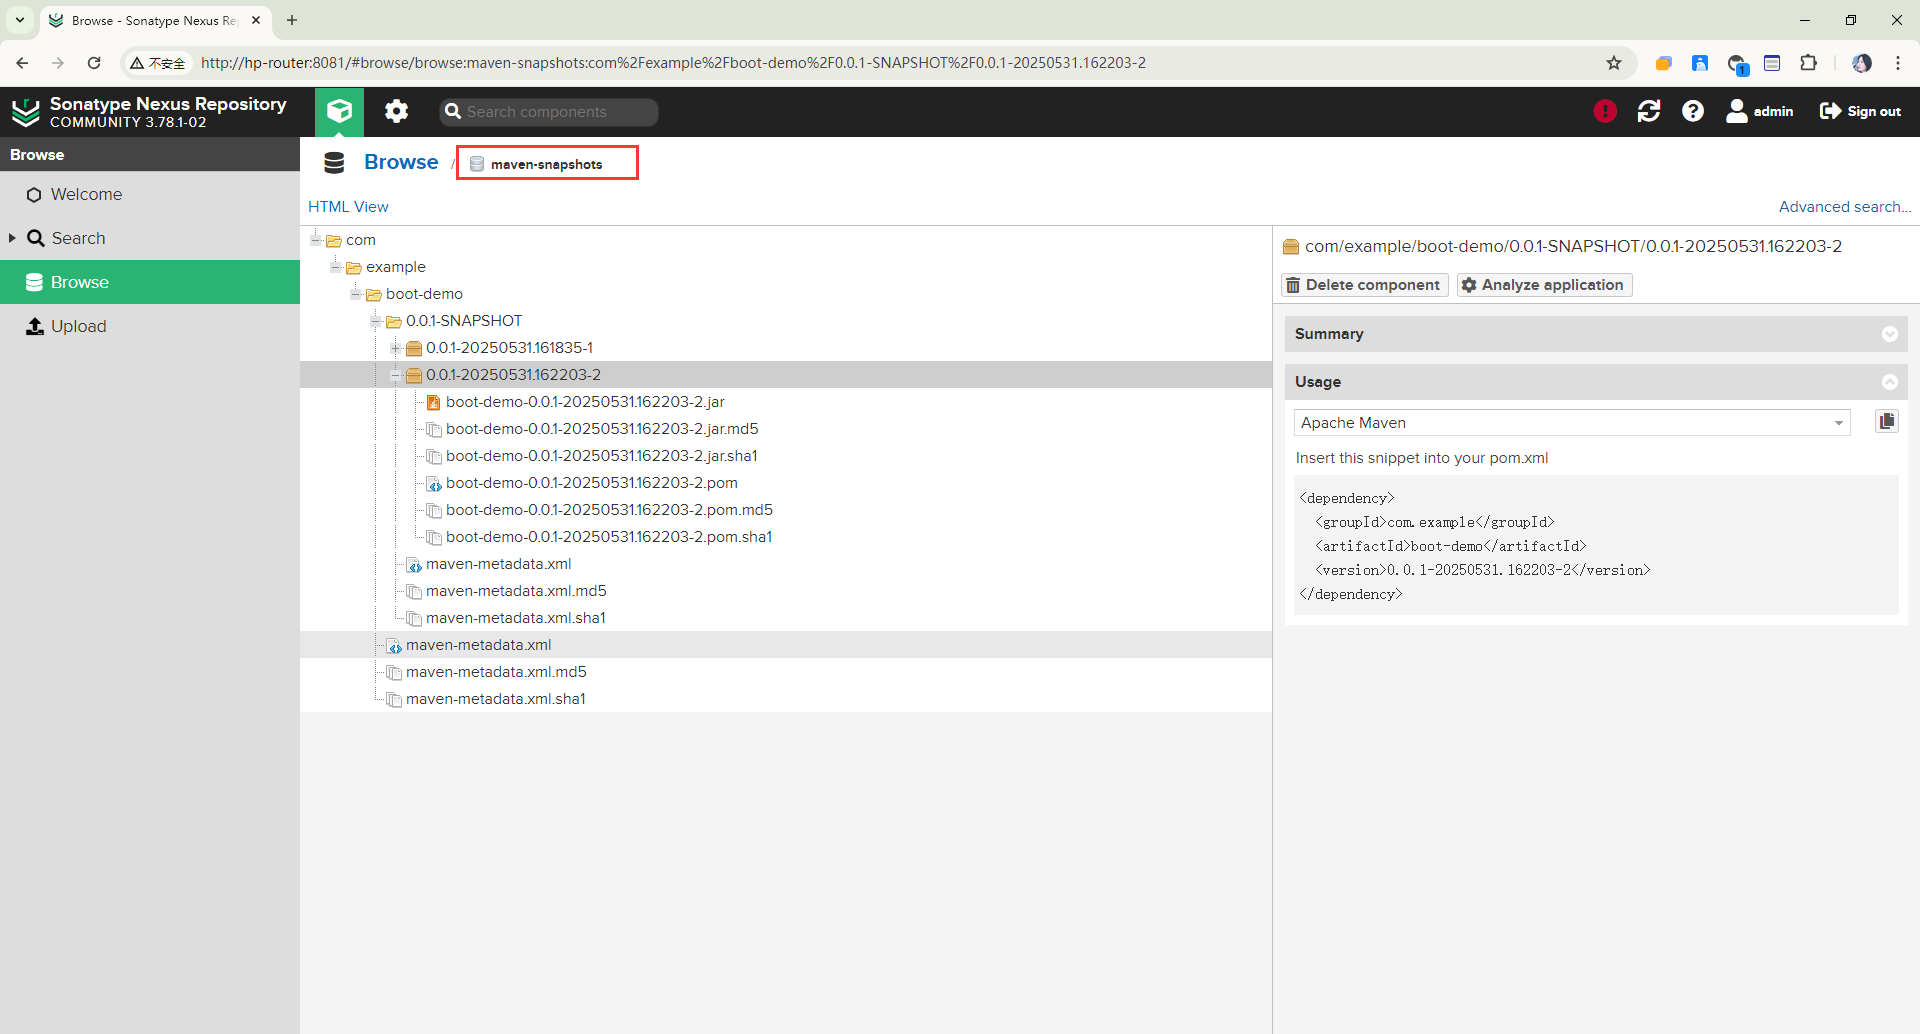 Browse - Sonatype Nexus Re
不安全
http://hp-router:8081/#browse/browse:maven-snapshots:com%2Fexample%2Fboot-demo%2F0.0.1-SNAPSHOT%2F0.0.1-20250531.162203-2
1
Sonatype Nexus Repository
COMMUNITY 3.78.1-02
Search components
admin
Sign out
Browse
Welcome
Search
Browse
Upload
Browse / maven-snapshots
HTML View
Advanced search...
com
example
boot-demo
0.0.1-SNAPSHOT
0.0.1-20250531.161835-1
0.0.1-20250531.162203-2
boot-demo-0.0.1-20250531.162203-2.jar
boot-demo-0.0.1-20250531.162203-2.jar.md5
boot-demo-0.0.1-20250531.162203-2.jar.sha1
boot-demo-0.0.1-20250531.162203-2.pom
boot-demo-0.0.1-20250531.162203-2.pom.md5
boot-demo-0.0.1-20250531.162203-2.pom.sha1
maven-metadata.xml
maven-metadata.xml.md5
maven-metadata.xml.sha1
maven-metadata.xml
maven-metadata.xml.md5
maven-metadata.xml.sha1
com/example/boot-demo/0.0.1-SNAPSHOT/0.0.1-20250531.162203-2
Delete component
Analyze application
Summary
Usage
Apache Maven
Insert this snippet into your pom.xml
<dependency>
<groupId>com.example</groupId>
<artifactId>boot-demo</artifactId>
<version>0.0.1-20250531.162203-2</version>
</dependency>